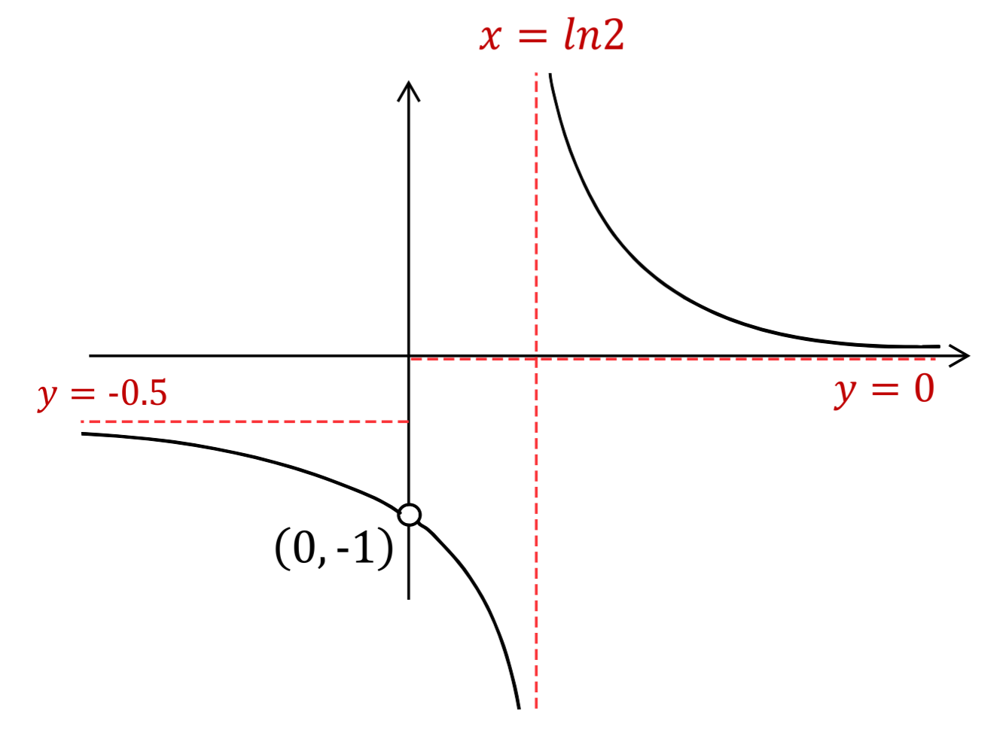 x = ln2
y = -0.5
y = 0
(0, -1)